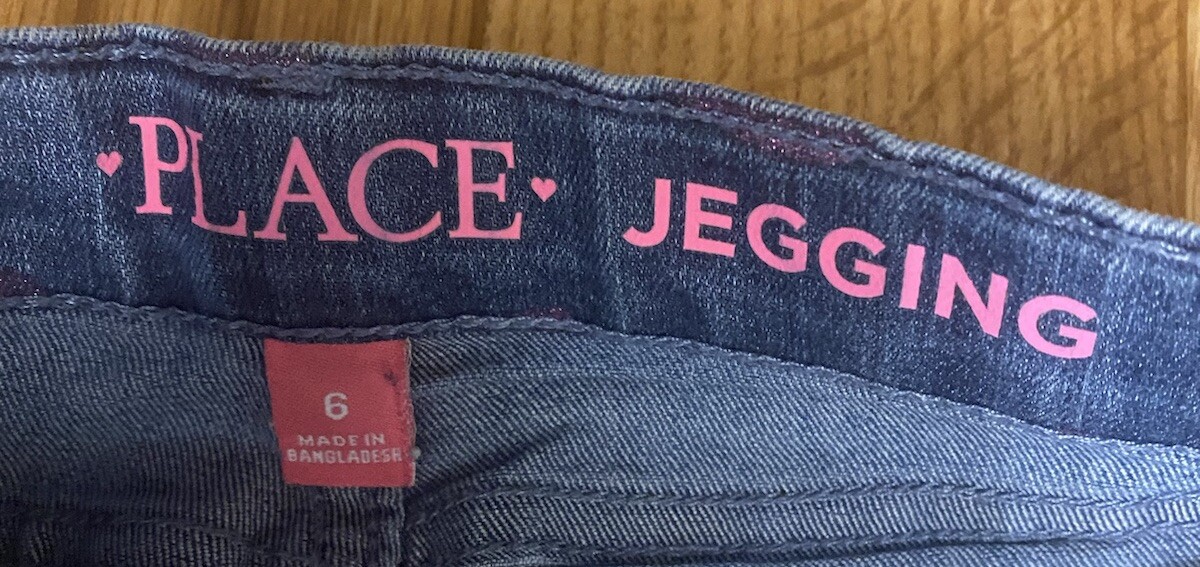 PLACE JEGGING
6
MADE IN
BANGLADESH